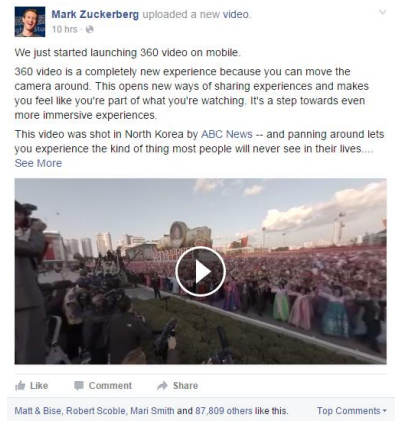 Mark Zuckerberg uploaded a new video.
10 hrs ·
We just started launching 360 video on mobile.
360 video is a completely new experience because you can move the
camera around. This opens new ways of sharing experiences and makes
you feel like you're part of what you're watching. It's a step towards even
more immersive experiences.
This video was shot in North Korea by ABC News -- and panning around lets
you experience the kind of thing most people will never see in their lives....
See More
Like Comment Share
Matt & Bise, Robert Scoble, Mari Smith and 87,809 others like this. Top Comments